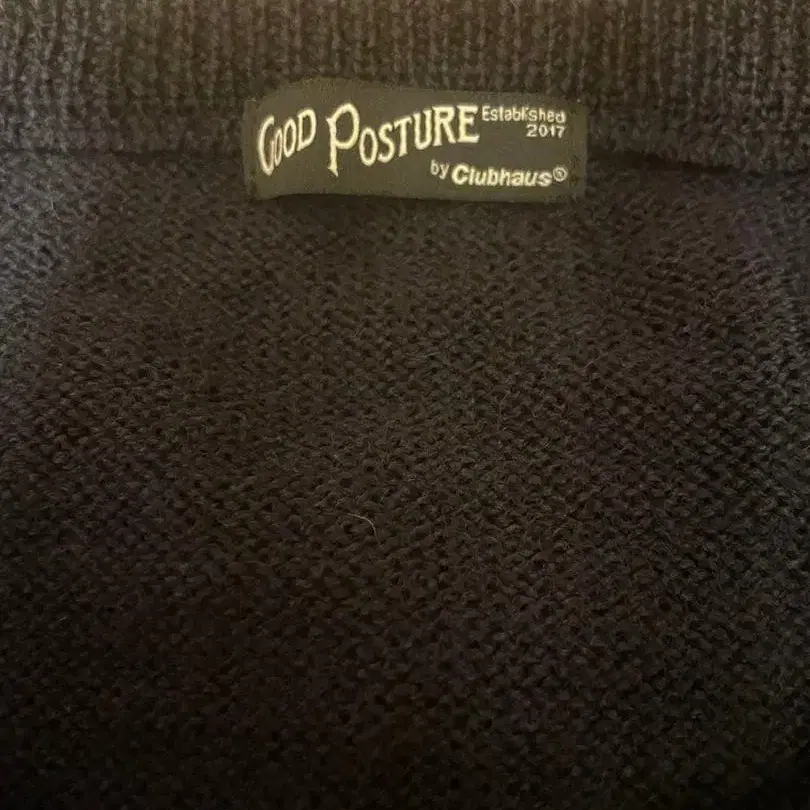 GOOD POSTURE
Established
2017
by Clubhaus®